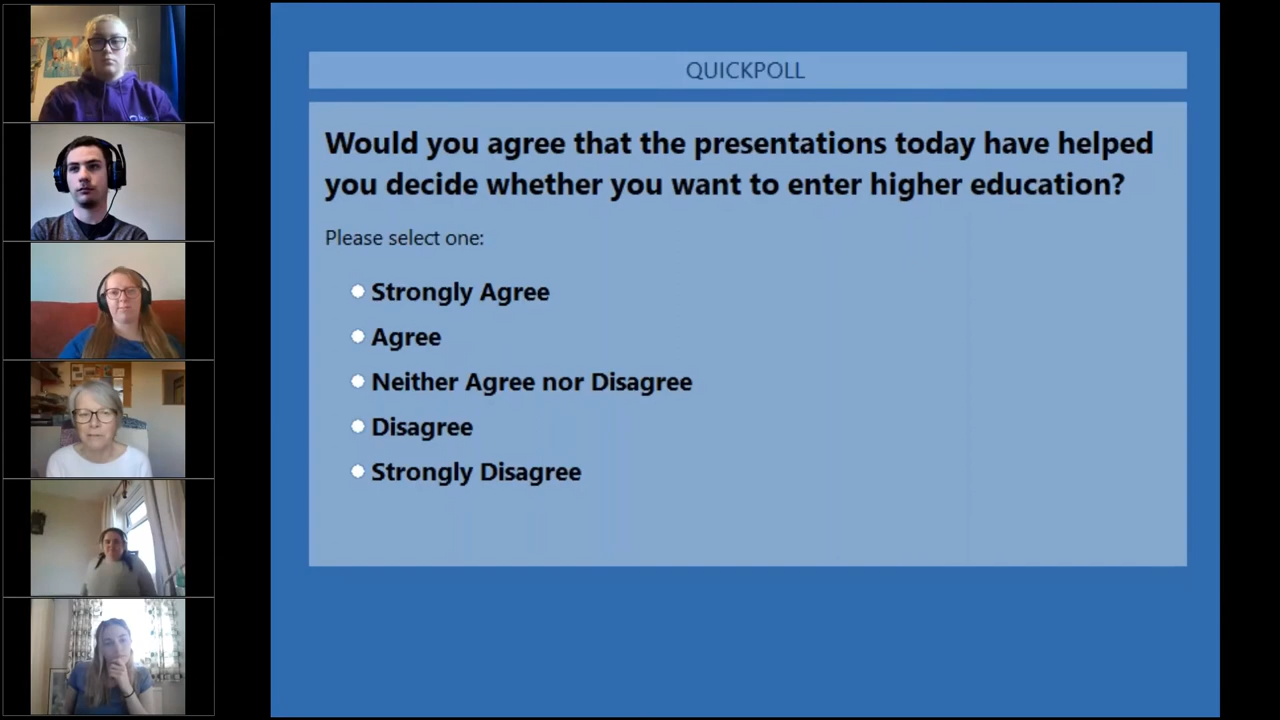 QUICKPOLL
Would you agree that the presentations today have helped
you decide whether you want to enter higher education?
Please select one:
Strongly Agree
Agree
Neither Agree nor Disagree
Disagree
Strongly Disagree